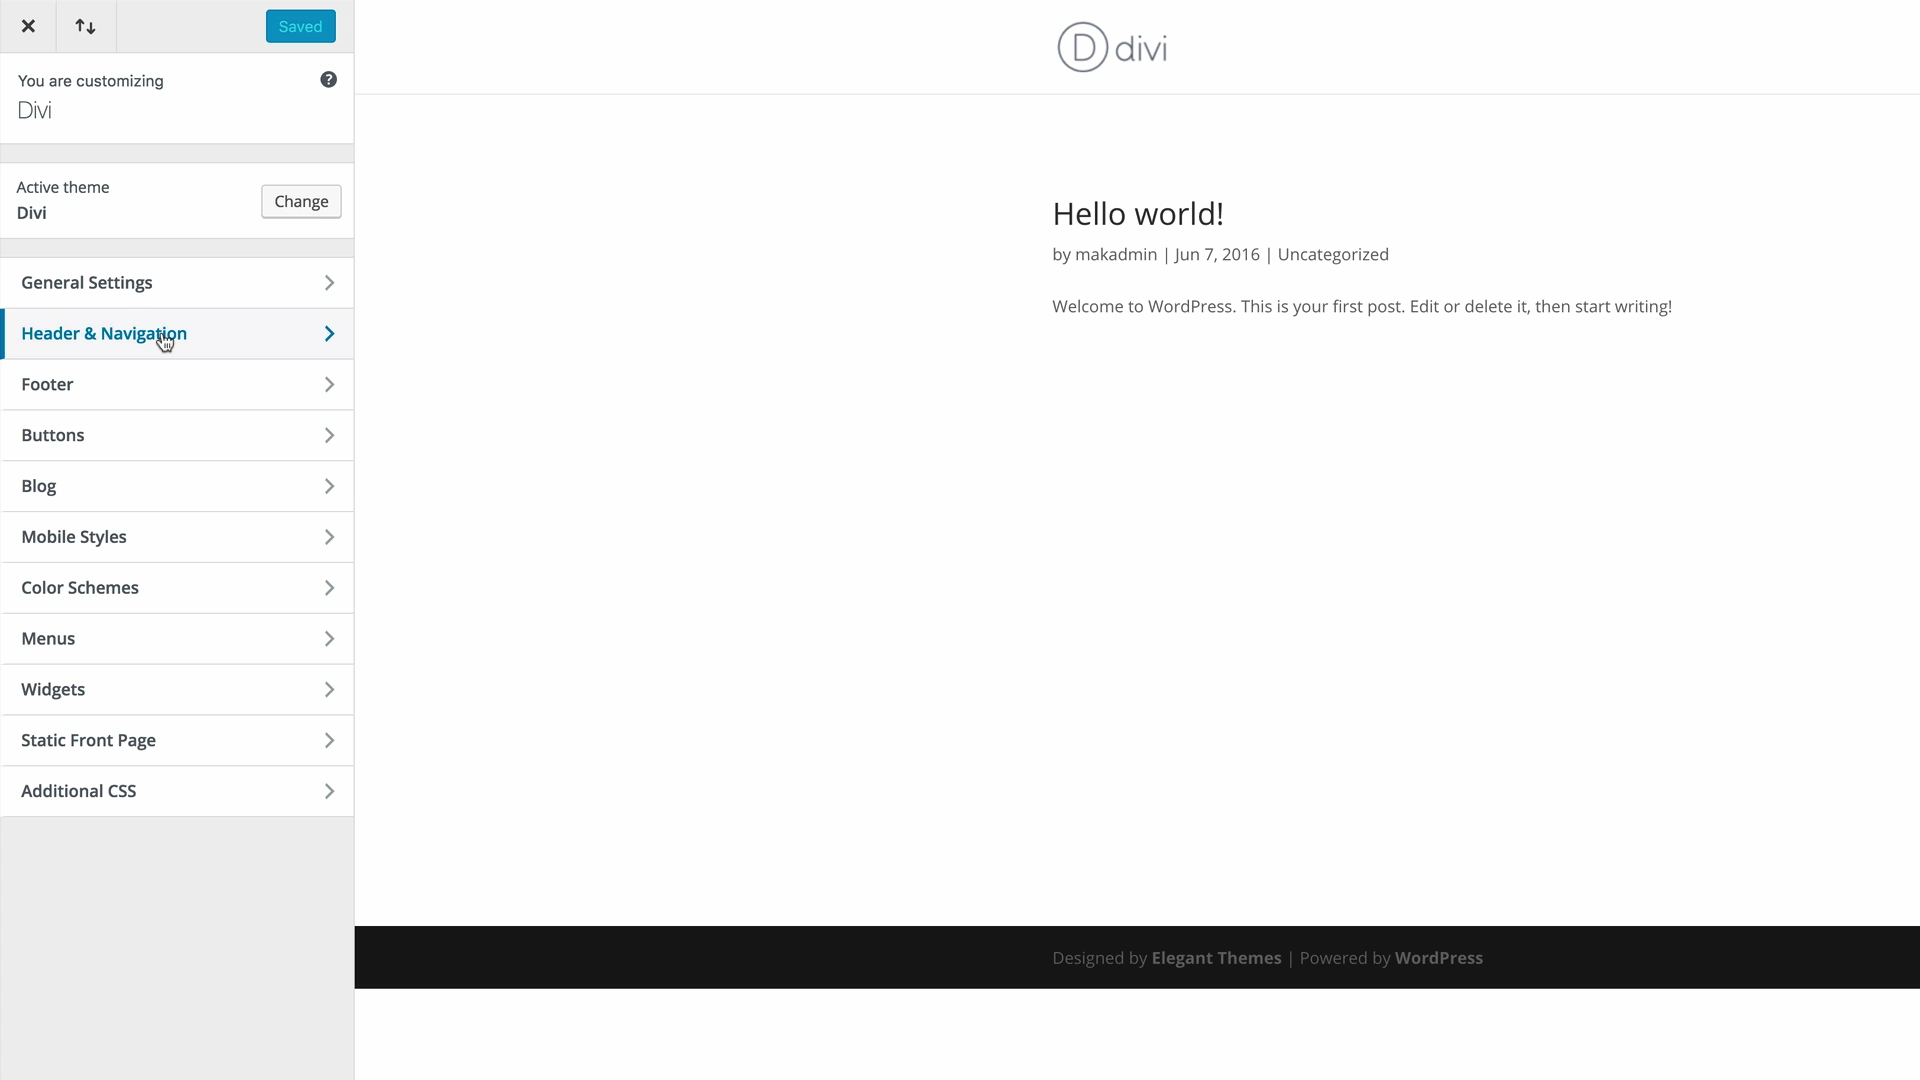 Saved
You are customizing
Divi
Active theme
Divi
Change
General Settings
Header & Navigation
Footer
Buttons
Blog
Mobile Styles
Color Schemes
Menus
Widgets
Static Front Page
Additional CSS
D divi
Hello world!
by makadmin | Jun 7, 2016 | Uncategorized
Welcome to WordPress. This is your first post. Edit or delete it, then start writing!
Designed by Elegant Themes | Powered by WordPress